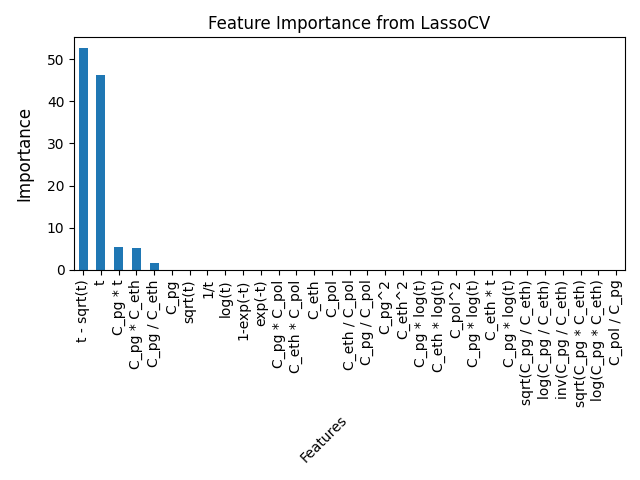 Feature Importance from LassoCV
Importance
50
40
30
20
10
0
t - sqrt(t)
t
C_pg * t
C_pg * C_eth
C_pg / C_eth
C_pg
sqrt(t)
1/t
log(t)
1-exp(-t)
exp(-t)
C_pg * C_pol
C_eth * C_pol
C_eth
C_pol
C_eth / C_pol
C_pg / C_pol
C_pg^2
C_eth^2
C_pg * log(t)
C_eth * log(t)
C_pol^2
C_pg * log(t)
C_eth * t
C_pg * log(t)
sqrt(C_pg / C_eth)
log(C_pg / C_eth)
inv(C_pg / C_eth)
sqrt(C_pg * C_eth)
log(C_pg * C_eth)
C_pol / C_pg
Features